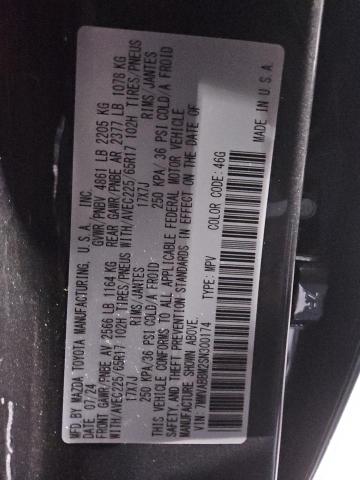 MFD BY MAZDA TOYOTA MANUFACTURING, U.S.A., INC.
DATE: 07/24 GVWR/PNBV 4861 LB 2205 KG
FRONT GAWR/PNBE AV 2566 LB 1164 KG REAR GAWR/PNBE AR 2377 LB 1078 KG
WITH/AVEC225/65R17 102H TIRES/PNEUS WITH/AVEC225/65R17 102H TIRES/PNEUS
17X7J RIMS/JANTES 17X7J RIMS/JANTES
250 KPA/36 PSI COLD/A FROID 250 KPA/36 PSI COLD/A FROID
THIS VEHICLE CONFORMS TO ALL APPLICABLE FEDERAL MOTOR VEHICLE
SAFETY AND THEFT PREVENTION STANDARDS IN EFFECT ON THE DATE OF
MANUFACTURE SHOWN ABOVE.
VIN: TYPE: MPV COLOR CODE: 46G MADE IN U.S.A
MADE IN U.S.A